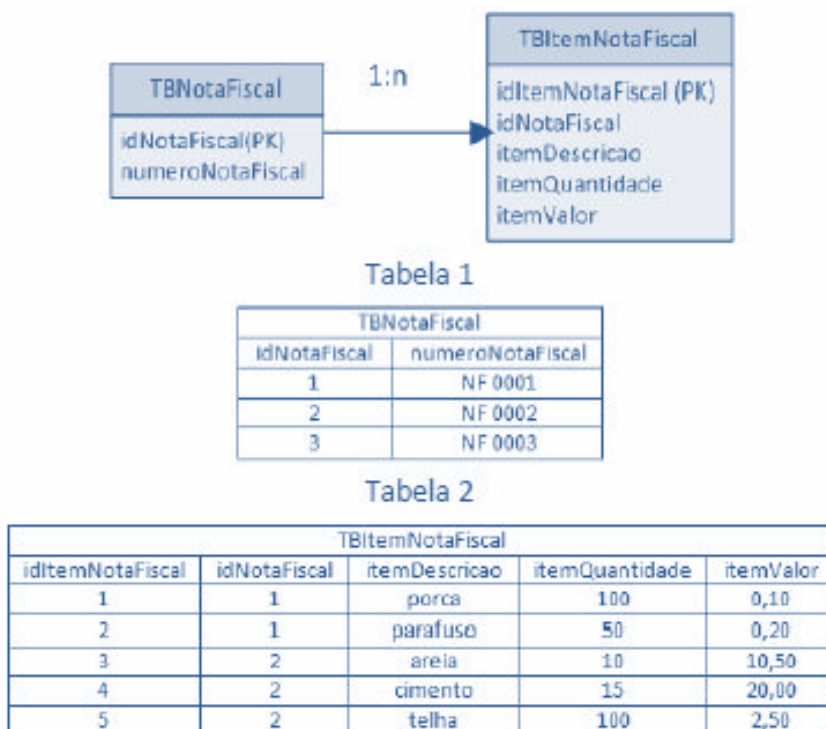 TBNotaFiscal
idNotaFiscal(PK)
numeroNotaFiscal
1:n
TBItemNotaFiscal
idItemNotaFiscal (PK)
idNotaFiscal
itemDescricao
itemQuantidade
itemValor
Tabela 1
TBNotaFiscal
idNotaFiscal numeroNotaFiscal
1 NF 0001
2 NF 0002
3 NF 0003
Tabela 2
TBItemNotaFiscal
idItemNotaFiscal idNotaFiscal itemDescricao itemQuantidade itemValor
1 1 porca 100 0,10
2 1 parafuso 50 0,20
3 2 areia 10 10,50
4 2 cimento 15 20,00
5 2 telha 100 2,50